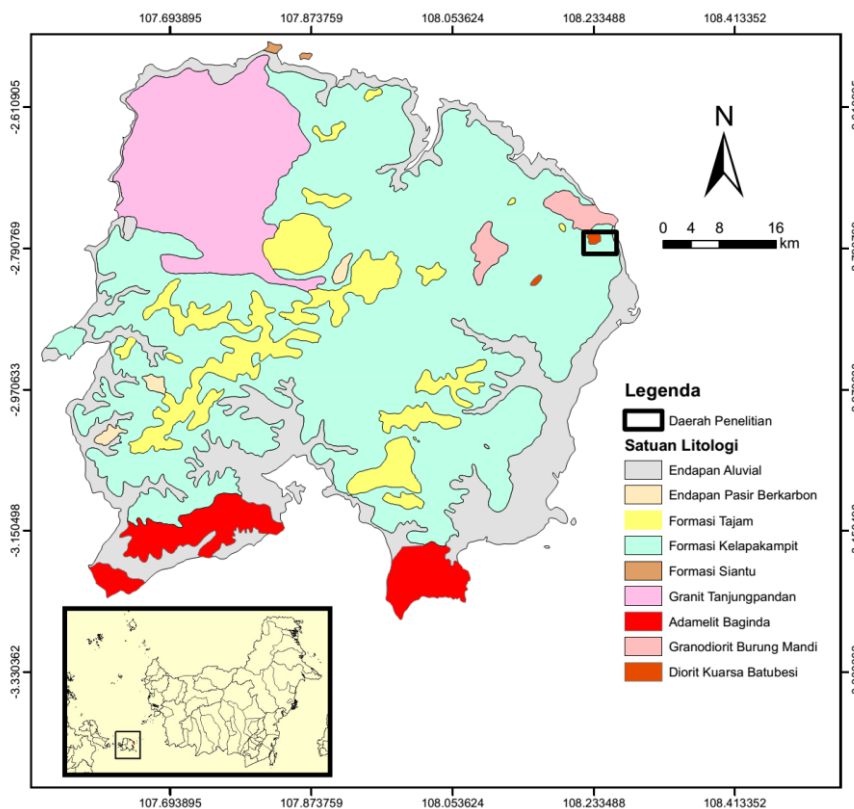 107.693895 107.873759 108.053624 108.233488 108.413352
-2.610905
N
0 4 8 16
km
-2.790769
-2.970633
Legenda
Daerah Penelitian
Satuan Litologi
Endapan Aluvial
Endapan Pasir Berkarbon
Formasi Tajam
Formasi Kelapakampit
Formasi Siantu
Granit Tanjungpandan
Adamelit Baginda
Granodiorit Burung Mandi
Diorit Kuarsa Batubesi
-3.150498
-3.330362
107.693895 107.873759 108.053624 108.233488 108.413352